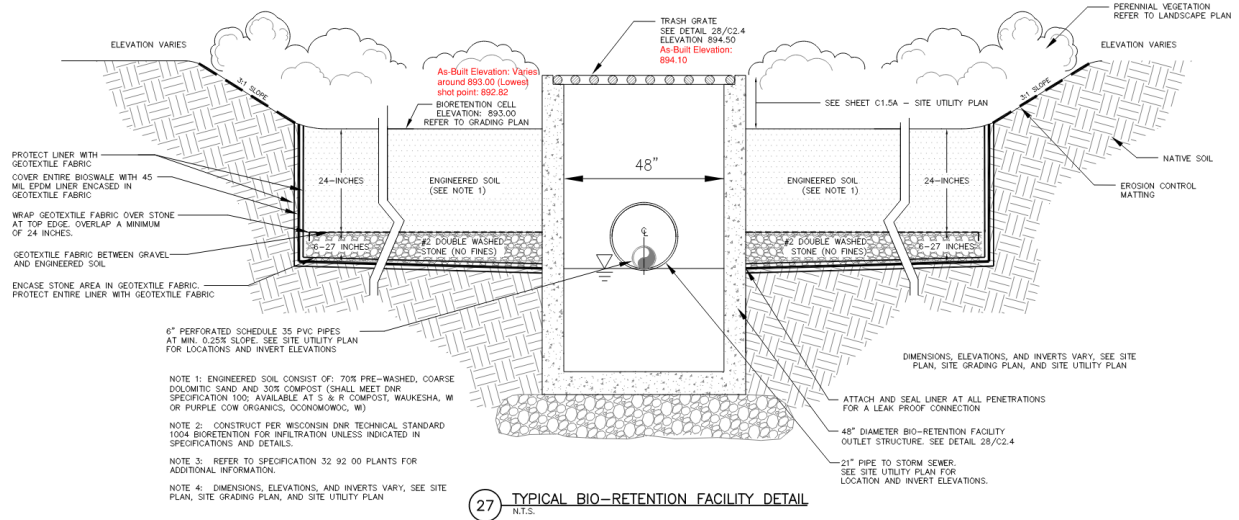 PERENNIAL VEGETATION
REFER TO LANDSCAPE PLAN
TRASH GRATE
SEE DETAIL 28/C2.4
ELEVATION 894.50
As-Built Elevation:
894.10
ELEVATION VARIES
ELEVATION VARIES
3:1 SLOPE
3:1 SLOPE
As-Built Elevation: Varies
around 893.00 (Lowest
shot point: 892.82
BIORETENTION CELL
ELEVATION: 893.00
REFER TO GRADING PLAN
SEE SHEET C1.5A – SITE UTILITY PLAN
PROTECT LINER WITH
GEOTEXTILE FABRIC
COVER ENTIRE BIOSWALE WITH 45
MIL EPDM LINER ENCASED IN
GEOTEXTILE FABRIC
WRAP GEOTEXTILE FABRIC OVER STONE
AT TOP EDGE. OVERLAP A MINIMUM
OF 24 INCHES.
GEOTEXTILE FABRIC BETWEEN GRAVEL
AND ENGINEERED SOIL
ENCASE STONE AREA IN GEOTEXTILE FABRIC.
PROTECT ENTIRE LINER WITH GEOTEXTILE FABRIC
24-INCHES
ENGINEERED SOIL
(SEE NOTE 1)
48"
ENGINEERED SOIL
(SEE NOTE 1)
24-INCHES
NATIVE SOIL
EROSION CONTROL
MATTING
6-27 INCHES
#2 DOUBLE WASHED
STONE (NO FINES)
CL
#2 DOUBLE WASHED
STONE (NO FINES)
6-27 INCHES
6" PERFORATED SCHEDULE 35 PVC PIPES
AT MIN. 0.25% SLOPE. SEE SITE UTILITY PLAN
FOR LOCATIONS AND INVERT ELEVATIONS
DIMENSIONS, ELEVATIONS, AND INVERTS VARY, SEE SITE
PLAN, SITE GRADING PLAN, AND SITE UTILITY PLAN
ATTACH AND SEAL LINER AT ALL PENETRATIONS
FOR A LEAK PROOF CONNECTION
48" DIAMETER BIO-RETENTION FACILITY
OUTLET STRUCTURE. SEE DETAIL 28/C2.4
21" PIPE TO STORM SEWER.
SEE SITE UTILITY PLAN FOR
LOCATION AND INVERT ELEVATIONS.
NOTE 1: ENGINEERED SOIL CONSIST OF: 70% PRE-WASHED, COARSE
DOLOMITIC SAND AND 30% COMPOST (SHALL MEET DNR
SPECIFICATION 100; AVAILABLE AT S & R COMPOST, WAUKESHA, WI
OR PURPLE COW ORGANICS, OCONOMOWOC, WI)
NOTE 2: CONSTRUCT PER WISCONSIN DNR TECHNICAL STANDARD
1004 BIORETENTION FOR INFILTRATION UNLESS INDICATED IN
SPECIFICATIONS AND DETAILS.
NOTE 3: REFER TO SPECIFICATION 32 92 00 PLANTS FOR
ADDITIONAL INFORMATION.
NOTE 4: DIMENSIONS, ELEVATIONS, AND INVERTS VARY, SEE SITE
PLAN, SITE GRADING PLAN, AND SITE UTILITY PLAN
27 TYPICAL BIO-RETENTION FACILITY DETAIL
N.T.S.